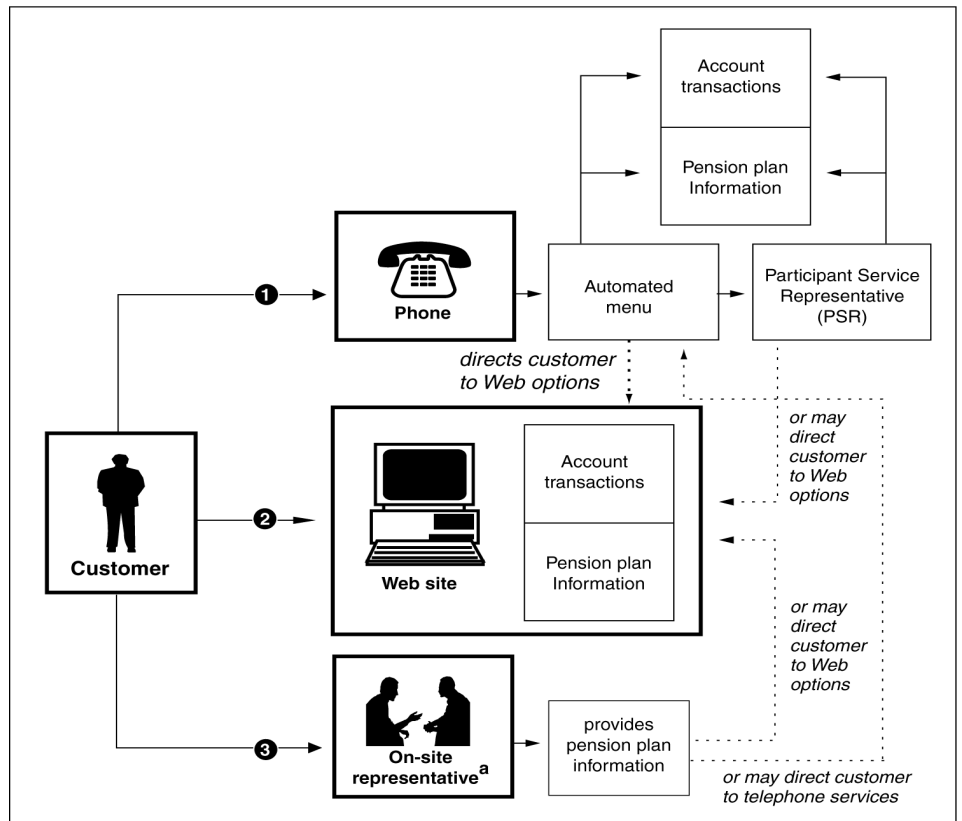 Account
transactions
Pension plan
Information
1
Phone
Automated
menu
Participant Service
Representative
(PSR)
directs customer
to Web options
or may
direct
customer
to Web
options
Customer
2
Web site
Account
transactions
Pension plan
Information
or may
direct
customer
to Web
options
3
On-site
representativea
provides
pension plan
information
or may direct customer
to telephone services